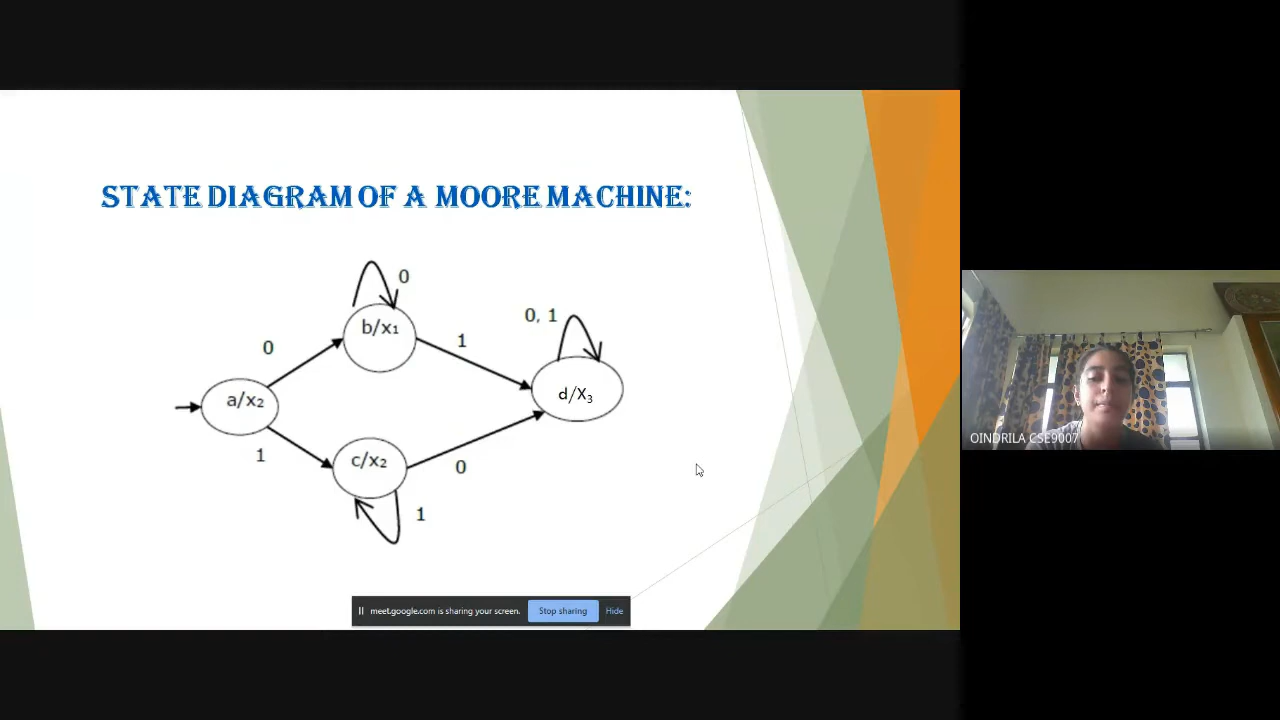 STATE DIAGRAM OF A MOORE MACHINE:
0
b/x₁
0, 1
0
1
a/x₂
d/X₃
1
c/x₂
0
1
OINDRILA CSE9007
meet.google.com is sharing your screen. Stop sharing Hide